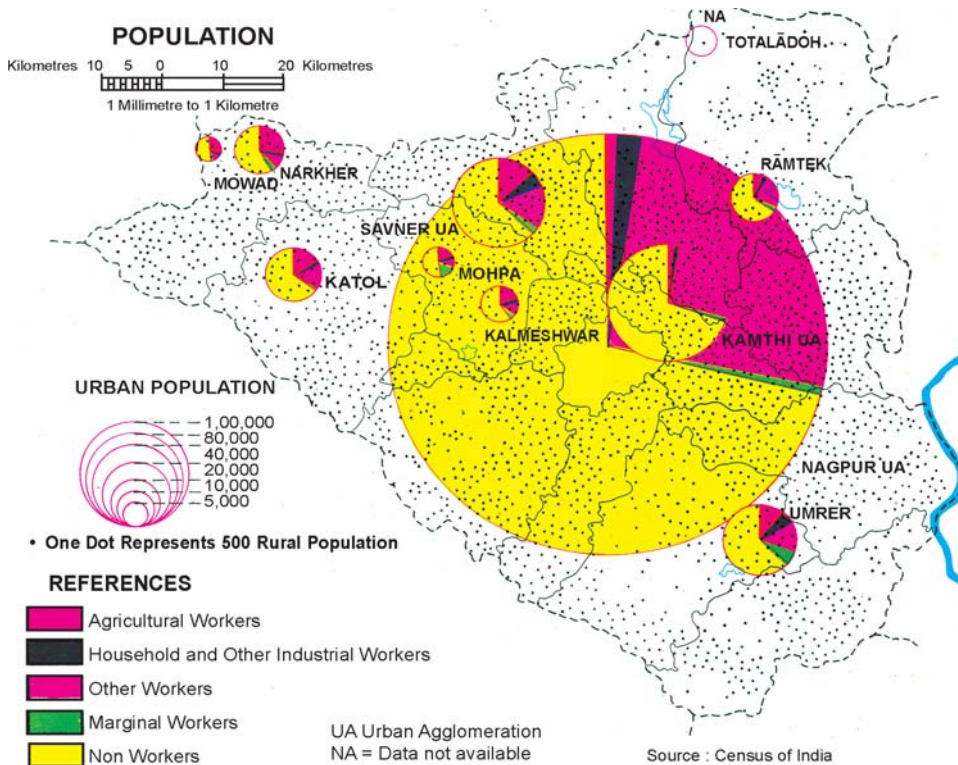 POPULATION
Kilometres 10 5 0 10 20 Kilometres
1 Millimetre to 1 Kilometre
NA
TOTALĀDOH
RĀMTEK
MOWAD
NARKHER
SAVNER UA
KATOL
MOHPA
KALMESHWAR
KAMTHI UA
NAGPUR UA
UMRER
URBAN POPULATION
1,00,000
80,000
40,000
20,000
10,000
5,000
• One Dot Represents 500 Rural Population
REFERENCES
Agricultural Workers
Household and Other Industrial Workers
Other Workers
Marginal Workers
Non Workers
UA Urban Agglomeration
NA = Data not available
Source : Census of India